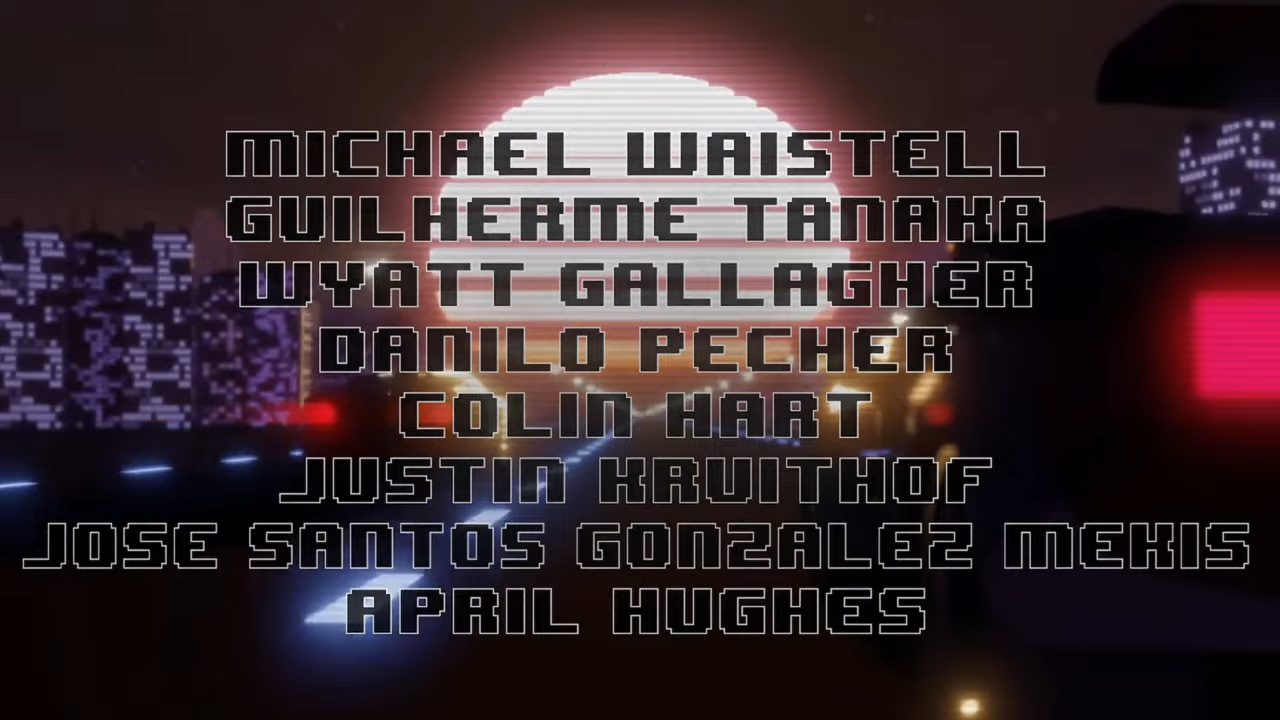 MICHAEL WAISTELL
GUILHERME TANAKA
WYATT GALLAGHER
DANILO PECHER
COLIN HART
JUSTIN KRUITHOF
JOSE SANTOS GONZALEZ MEKIS
APRIL HUGHES